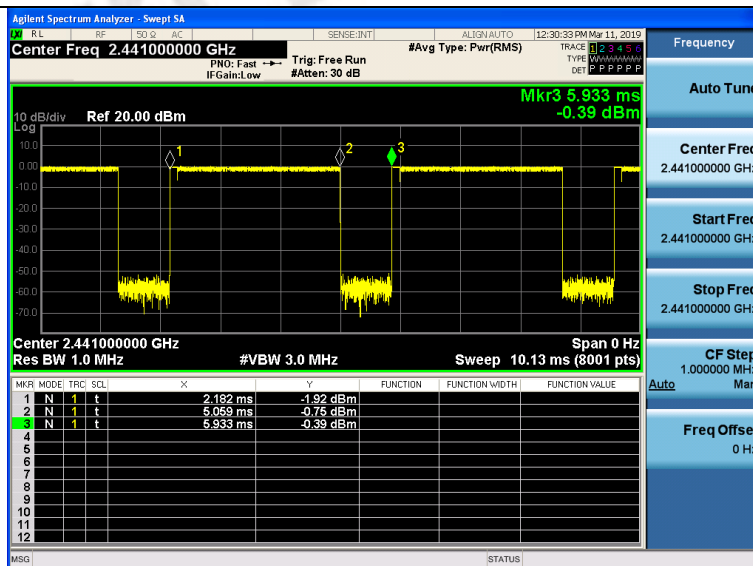 Agilent Spectrum Analyzer - Swept SA
LXI RL RF 50 Ω AC SENSE:INT ALIGN AUTO 12:30:33 PM Mar 11, 2019
Center Freq 2.441000000 GHz #Avg Type: Pwr(RMS) TRACE 1 2 3 4 5 6
PNO: Fast Trig: Free Run TYPE W
IFGain:Low #Atten: 30 dB DET P P P P P P
Mkr3 5.933 ms
10 dB/div Ref 20.00 dBm -0.39 dBm
Log
10.0
0.00
-10.0
-20.0
-30.0
-40.0
-50.0
-60.0
-70.0
1
2
3
Center 2.441000000 GHz Span 0 Hz
Res BW 1.0 MHz #VBW 3.0 MHz Sweep 10.13 ms (8001 pts)
MKR MODE TRC SCL X Y FUNCTION FUNCTION WIDTH FUNCTION VALUE
1 N 1 t 2.182 ms -1.92 dBm
2 N 1 t 5.059 ms -0.75 dBm
3 N 1 t 5.933 ms -0.39 dBm
4
5
6
7
8
9
10
11
12
MSG STATUS
Frequency
Auto Tune
Center Freq
2.441000000 GHz
Start Freq
2.441000000 GHz
Stop Freq
2.441000000 GHz
CF Step
1.000000 MHz
Auto Man
Freq Offset
0 Hz